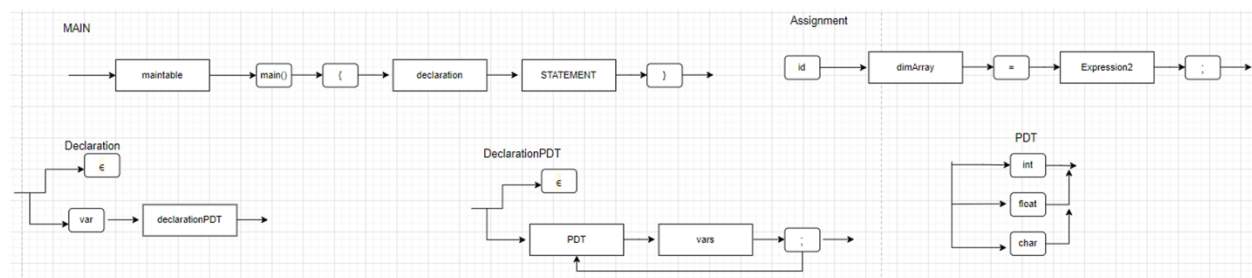 MAIN
maintable main() { declaration STATEMENT }
Assignment
id dimArray = Expression2 ;
Declaration
€
var declarationPDT
DeclarationPDT
€
PDT vars ;
PDT
int
float
char